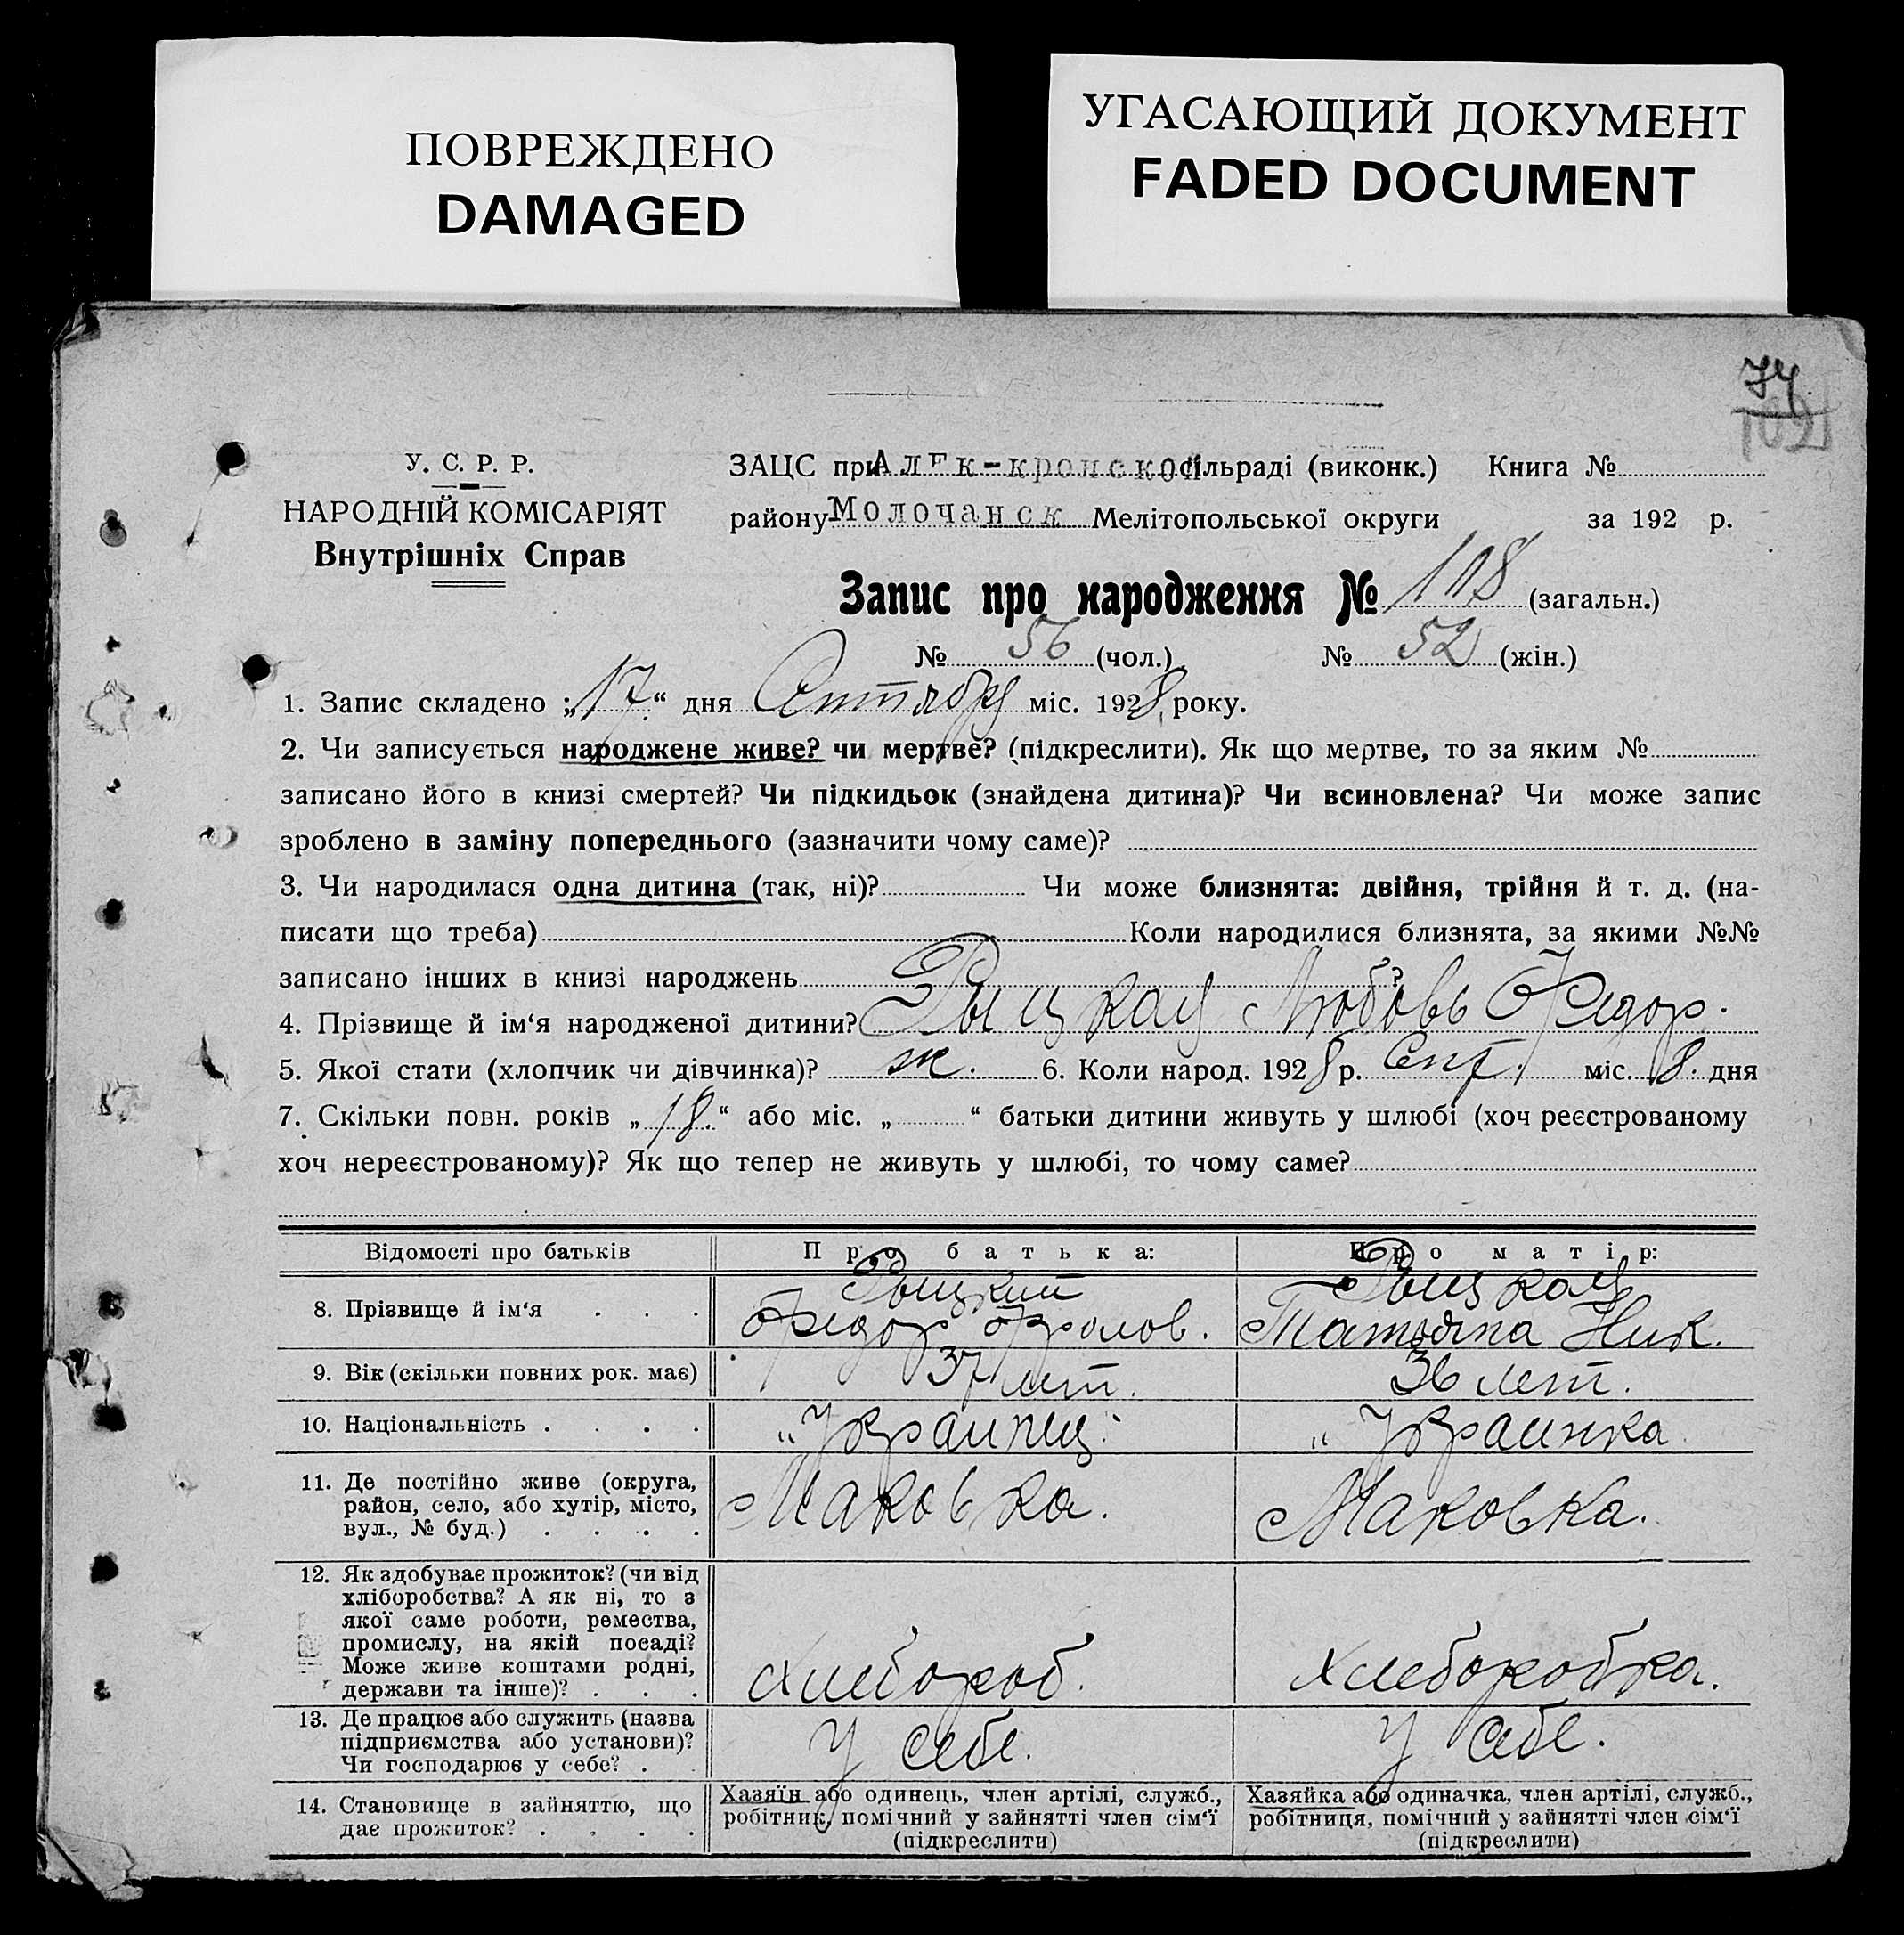 ПОВРЕЖДЕНО
DAMAGED
УГАСАЮЩИЙ ДОКУМЕНТ
FADED DOCUMENT
74
У. С. Р. Р.
НАРОДНІЙ КОМІСАРІЯТ
Внутрішніх Справ
ЗАЦС при Алек-кропской сільраді (виконк.) Книга №
району Молочанск Мелітопольської округи за 192 р.
Запис про народження № 108 (загальн.)
№ 56 (чол.) № 52 (жін.)
1. Запис складено „17“ дня Октября міс. 1928 року.
2. Чи записується народжене живе? чи мертве? (підкреслити). Як що мертве, то за яким №
записано його в книзі смертей? Чи підкидьок (знайдена дитина)? Чи всиновлена? Чи може запис
зроблено в заміну попереднього (зазначити чому саме)?
3. Чи народилася одна дитина (так, ні)? Чи може близнята: двійня, трійня й т. д. (на-
писати що треба) Коли народилися близнята, за якими №№
записано інших в книзі народжень
4. Прізвище й ім‘я народженої дитини? Рыцкая Любовь Федор.
5. Якої стати (хлопчик чи дівчинка)? ж. 6. Коли народ. 1928 р. Сент. міс. 8. дня
7. Скільки повн. років „18.“ або міс. „ “ батьки дитини живуть у шлюбі (хоч реєстрованому
хоч нереєстрованому)? Як що тепер не живуть у шлюбі, то чому саме?
Відомості про батьків
Про батька:
Про матір:
8. Прізвище й ім‘я . . .
Рыцкий
Федор Фролов.
Рыцкая
Татьяна Ник.
9. Вік (скільки повних рок. має)
37 лет.
36 лет.
10. Національність . . . .
„Украинец“
„Украинка
11. Де постійно живе (округа,
район, село, або хутір, місто,
вул., № буд.) . . . .
Маковка.
Маковка.
12. Як здобуває прожиток? (чи від
хліборобства? А як ні, то з
якої саме роботи, ремества,
промислу, на якій посаді?
Може живе коштами родні,
держави та інше)? . . .
Хлебороб.
Хлеборобка.
13. Де працює або служить (назва
підприємства або установи)?
Чи господарює у себе? . .
У себе.
У себе.
14. Становище в зайняттю, що
дає прожиток? . . . .
Хазяїн або одинець, член артілі, служб.,
робітник, помічний у зайнятті член сім‘ї
(підкреслити)
Хазяйка або одиначка, член артілі, служб.,
робітниця, помічний у зайнятті член сім‘ї
(підкреслити)